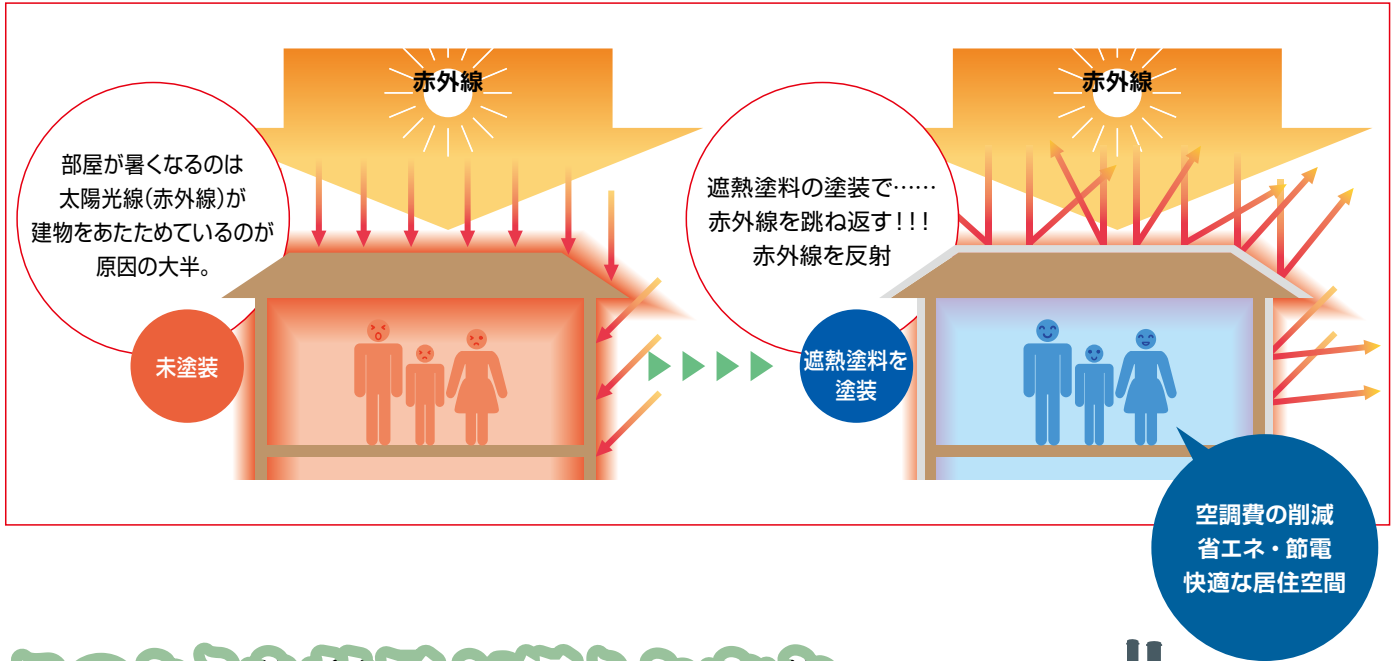 赤外線
部屋が暑くなるのは
太陽光線(赤外線)が
建物をあたためているのが
原因の大半。
未塗装
赤外線
遮熱塗料の塗装で……
赤外線を跳ね返す!!!
赤外線を反射
遮熱塗料を
塗装
空調費の削減
省エネ・節電
快適な居住空間